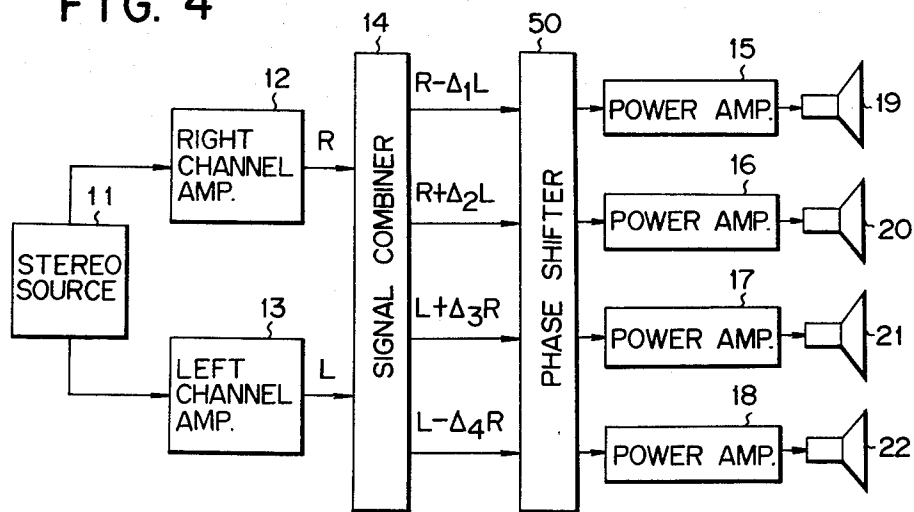 FIG. 4
14
50
15
12
R-Δ1L
POWER AMP.
19
RIGHT
CHANNEL
AMP.
R
16
11
R+Δ2L
POWER AMP.
20
STEREO
SOURCE
SIGNAL COMBINER
PHASE SHIFTER
17
13
L+Δ3R
POWER AMP.
21
LEFT
CHANNEL
AMP.
L
18
L-Δ4R
POWER AMP.
22